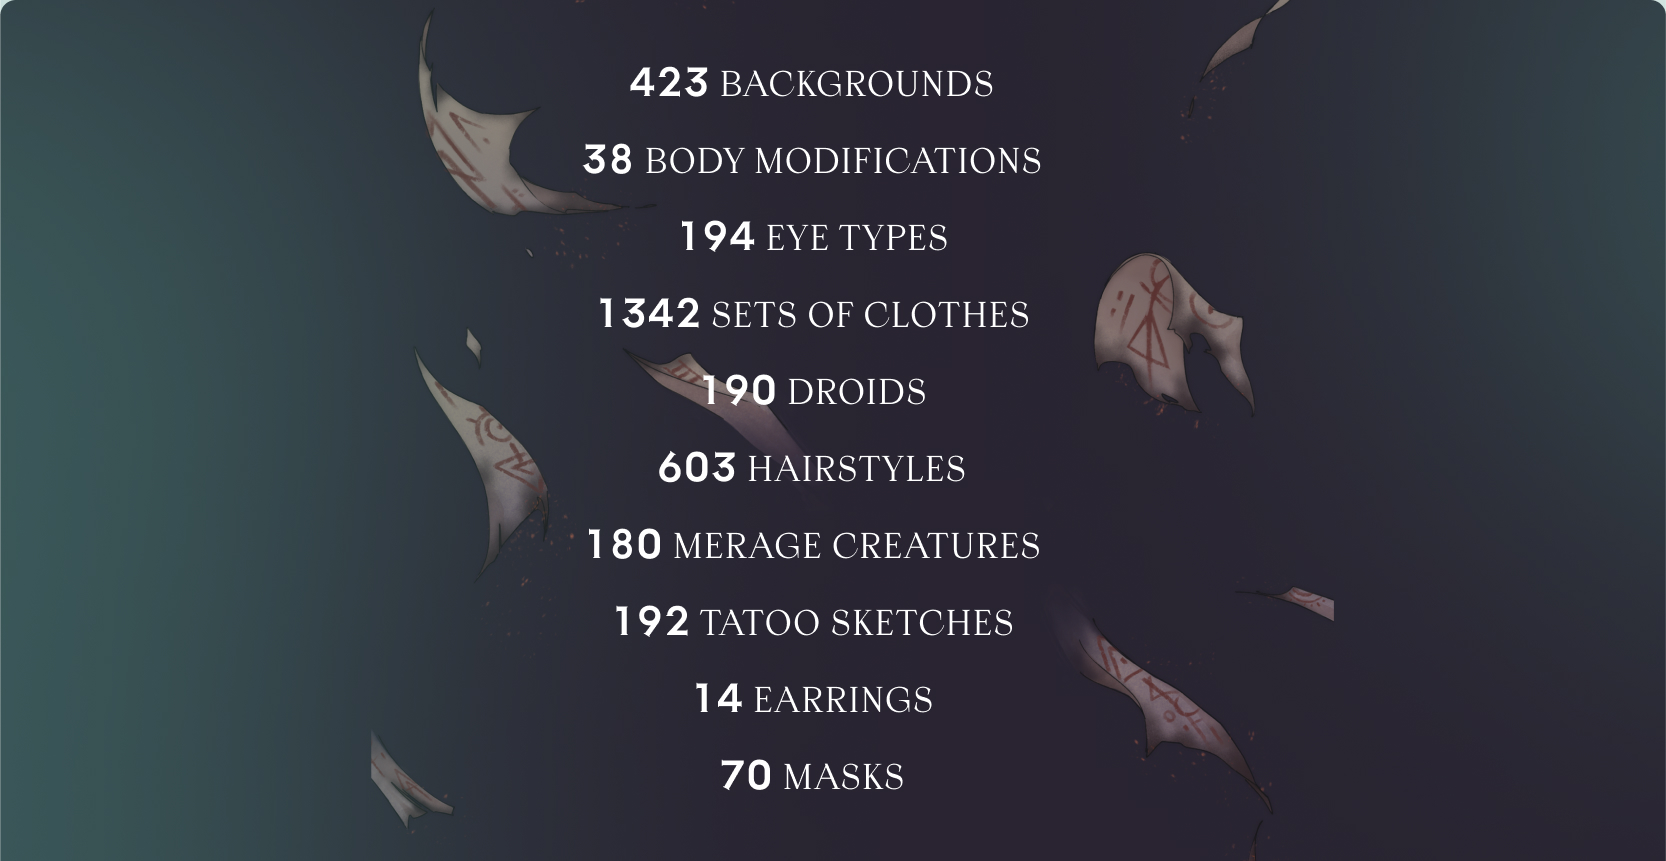 423 BACKGROUNDS
38 BODY MODIFICATIONS
194 EYE TYPES
1342 SETS OF CLOTHES
190 DROIDS
603 HAIRSTYLES
180 MERAGE CREATURES
192 TATOO SKETCHES
14 EARRINGS
70 MASKS